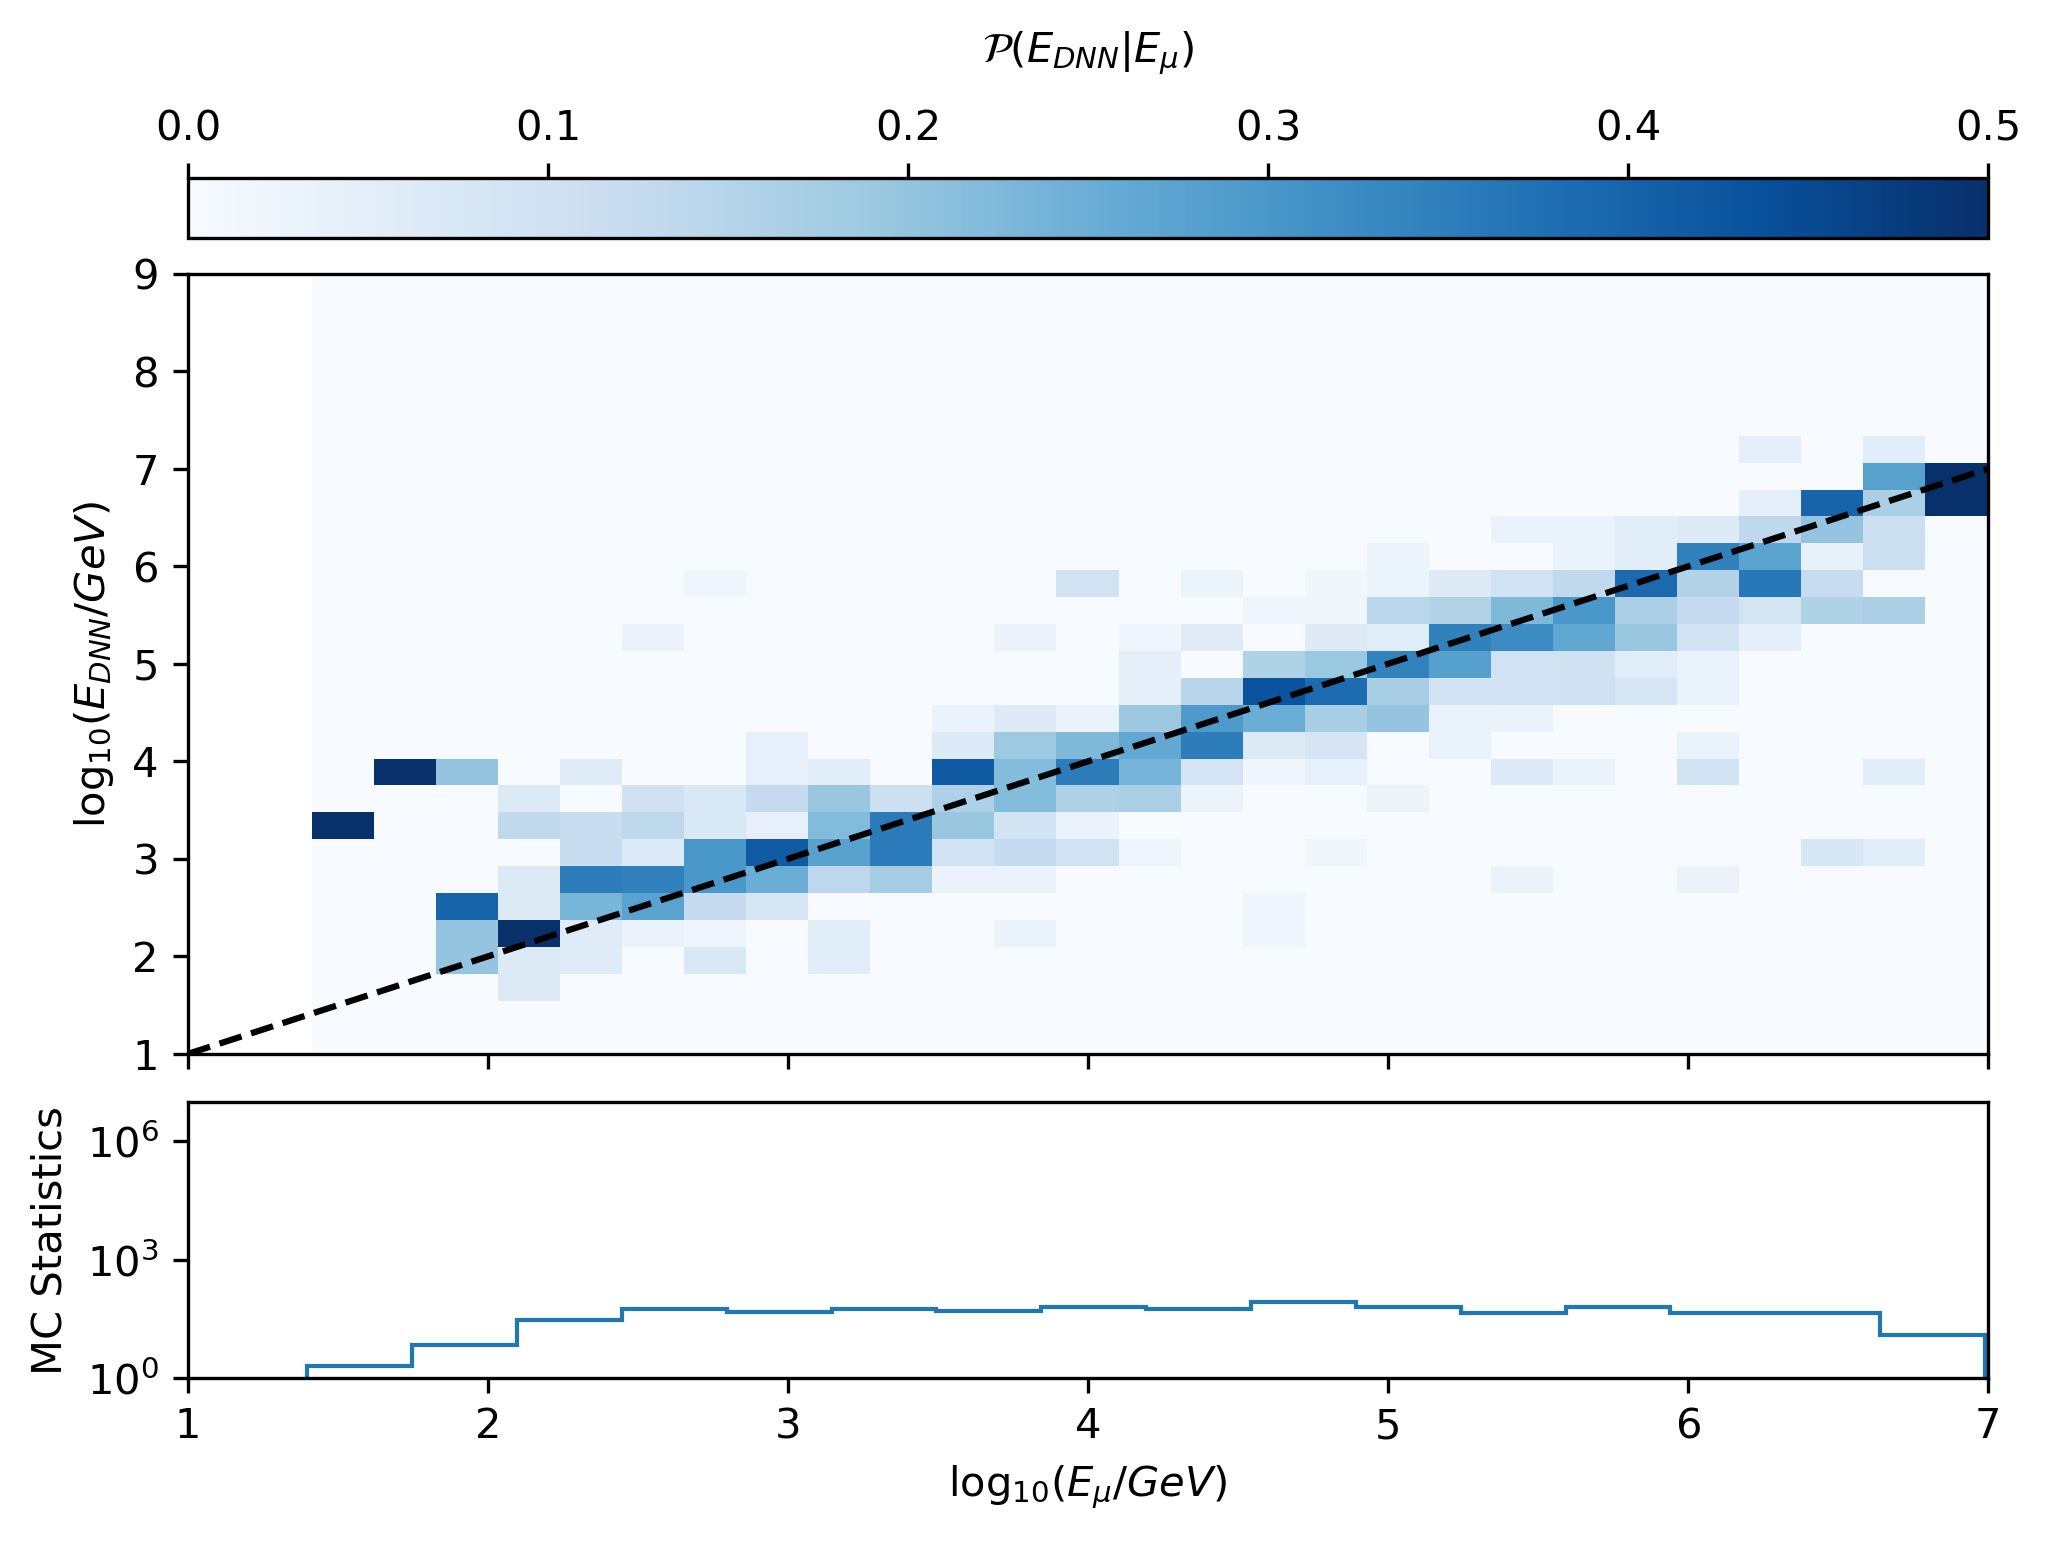 𝒫(E_DNN|E_μ)
0.0 0.1 0.2 0.3 0.4 0.5
log₁₀(E_DNN/GeV)
9
8
7
6
5
4
3
2
1
MC Statistics
10⁶
10³
10⁰
1 2 3 4 5 6 7
log₁₀(E_μ/GeV)